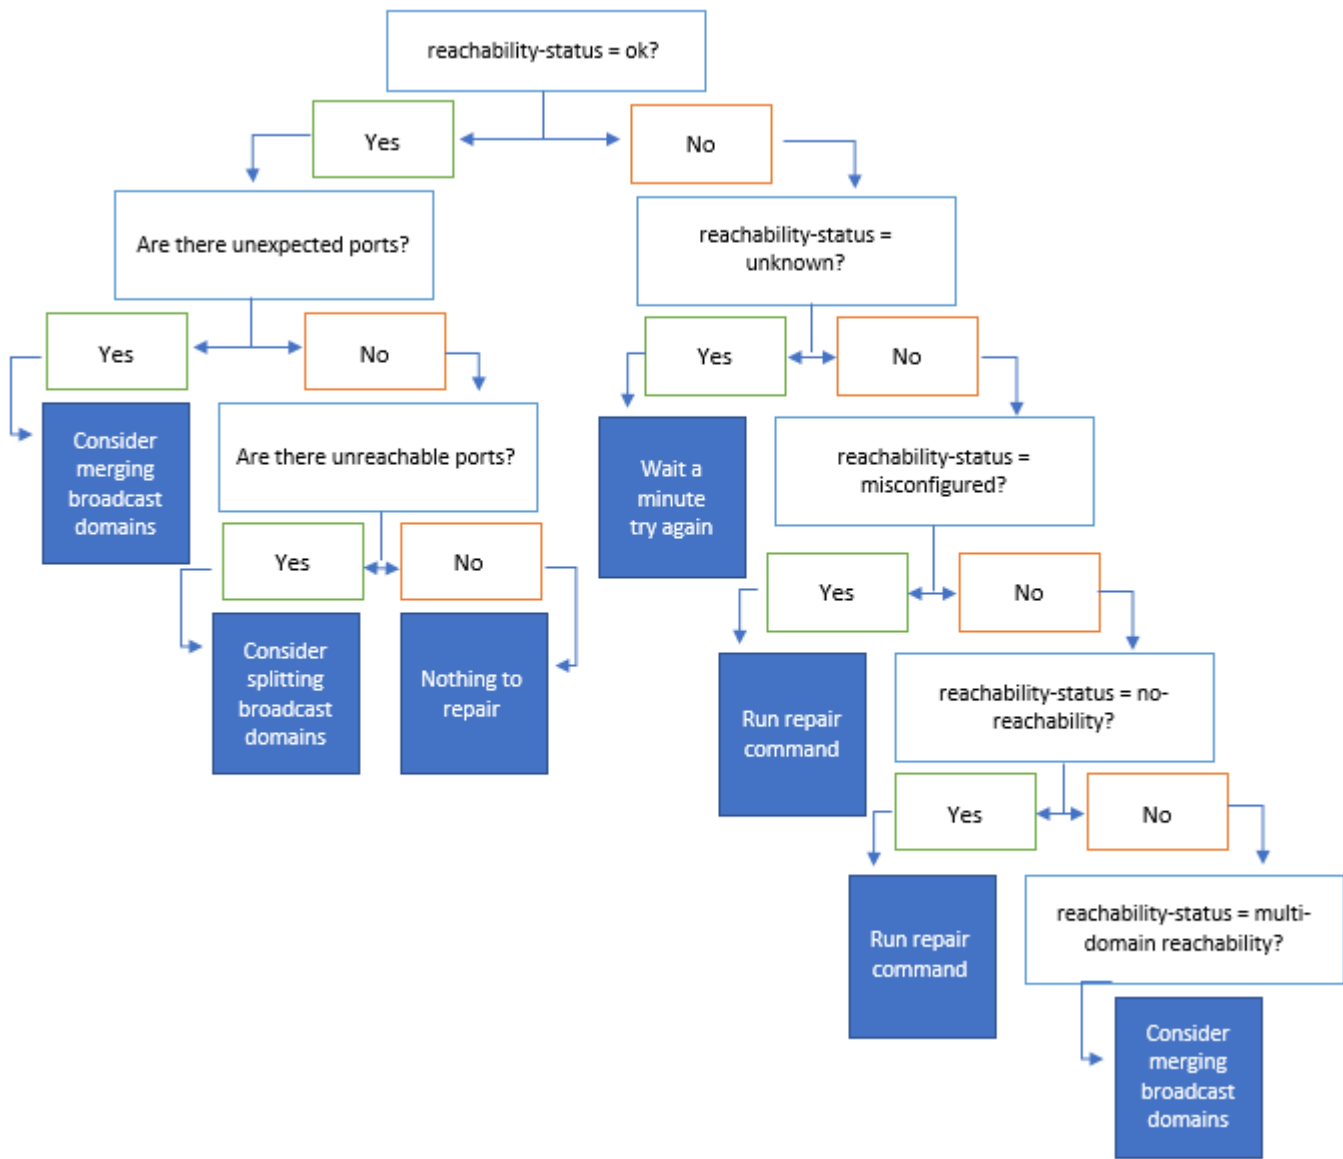 reachability-status = ok?
Yes
No
Are there unexpected ports?
reachability-status =
unknown?
Yes
No
Yes
No
Consider
merging
broadcast
domains
Are there unreachable ports?
Wait a
minute
try again
reachability-status =
misconfigured?
Yes
No
Yes
No
Consider
splitting
broadcast
domains
Nothing to
repair
Run repair
command
reachability-status = no-
reachability?
Yes
No
Run repair
command
reachability-status = multi-
domain reachability?
Consider
merging
broadcast
domains